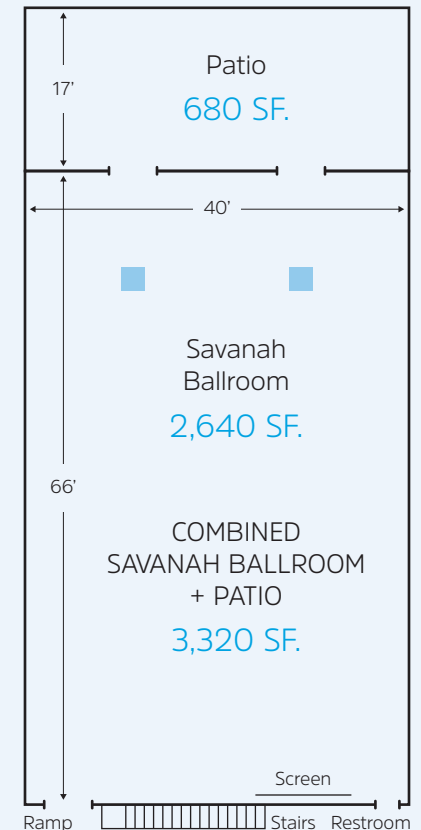 Patio
17'
680 SF.
40'
Savanah
Ballroom
2,640 SF.
66'
COMBINED
SAVANAH BALLROOM
+ PATIO
3,320 SF.
Screen
Ramp
Stairs
Restroom